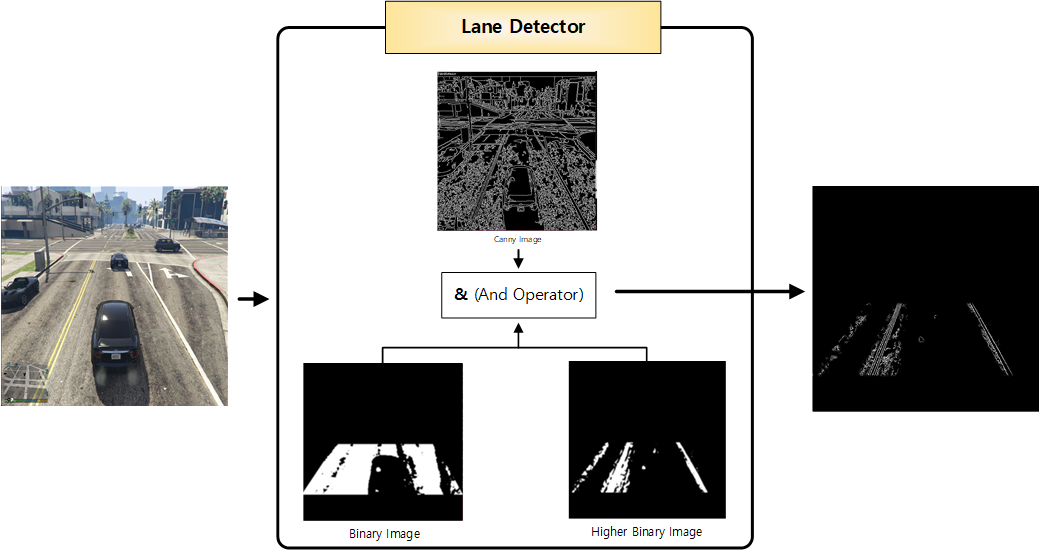 Lane Detector
Canny Image
& (And Operator)
Binary Image
Higher Binary Image